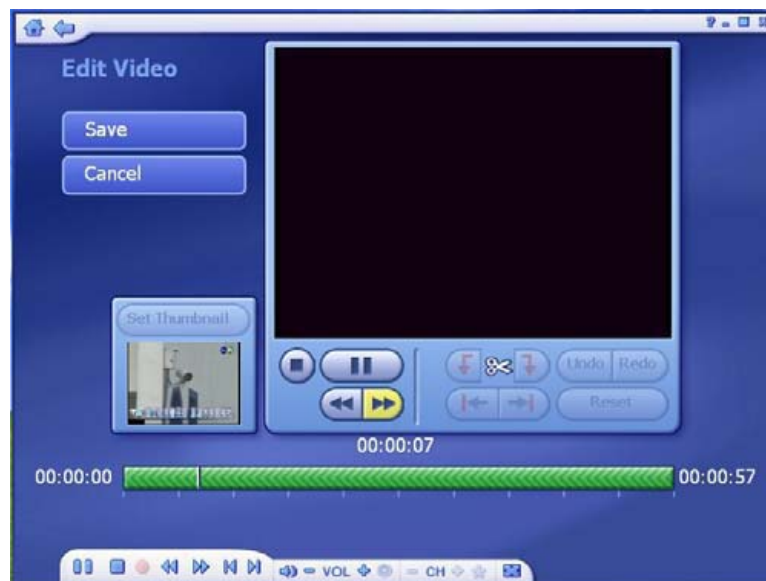 Edit Video
Save
Cancel
Set Thumbnail
Undo Redo
Reset
00:00:07
00:00:00
00:00:57
VOL
CH